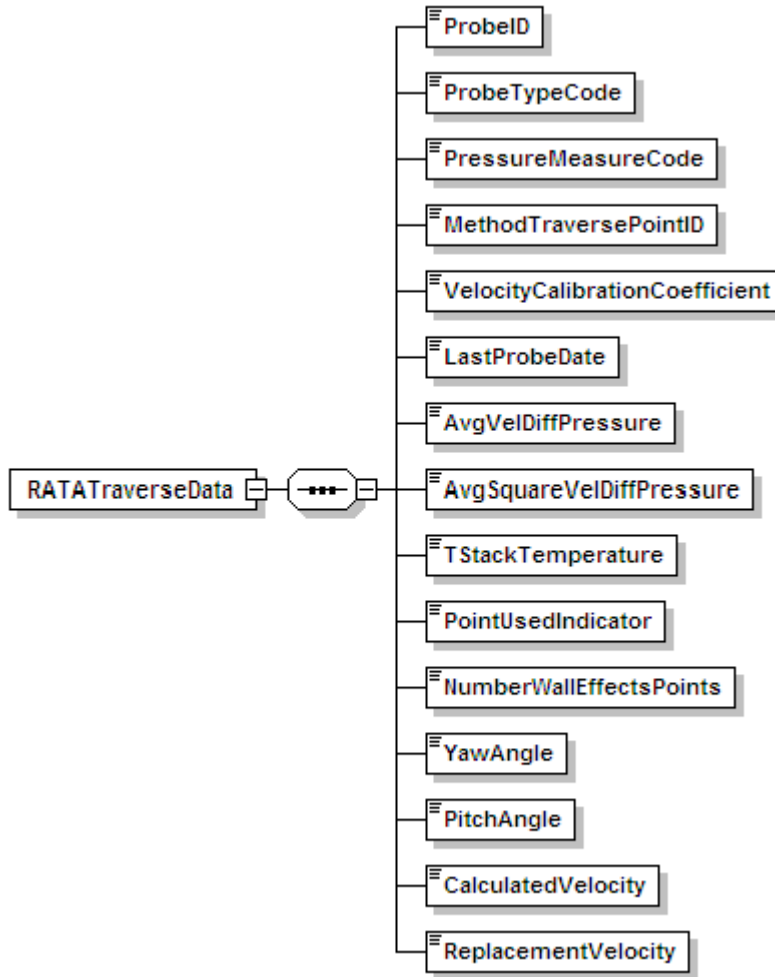 ProbeID
ProbeTypeCode
PressureMeasureCode
MethodTraversePointID
VelocityCalibrationCoefficient
LastProbeDate
AvgVelDiffPressure
RATATraverseData
AvgSquareVelDiffPressure
TStackTemperature
PointUsedIndicator
NumberWallEffectsPoints
YawAngle
PitchAngle
CalculatedVelocity
ReplacementVelocity